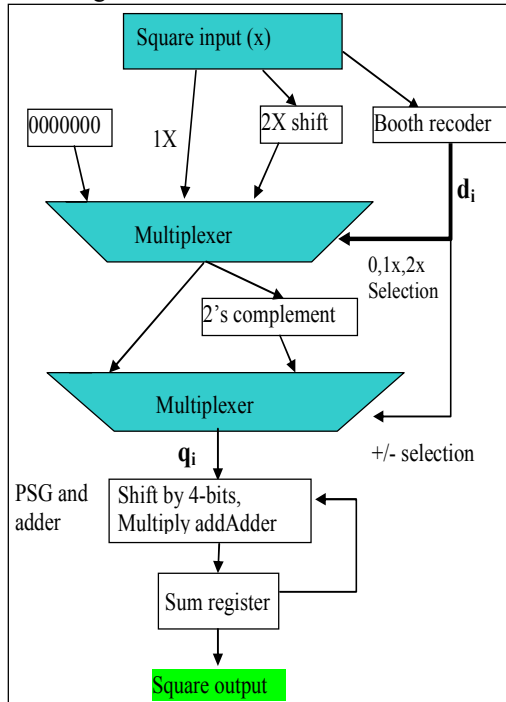 Square input (x)
0000000
1X
2X shift
Booth recoder
dᵢ
Multiplexer
0,1x,2x
Selection
2's complement
Multiplexer
+/- selection
qᵢ
PSG and
adder
Shift by 4-bits,
Multiply addAdder
Sum register
Square output